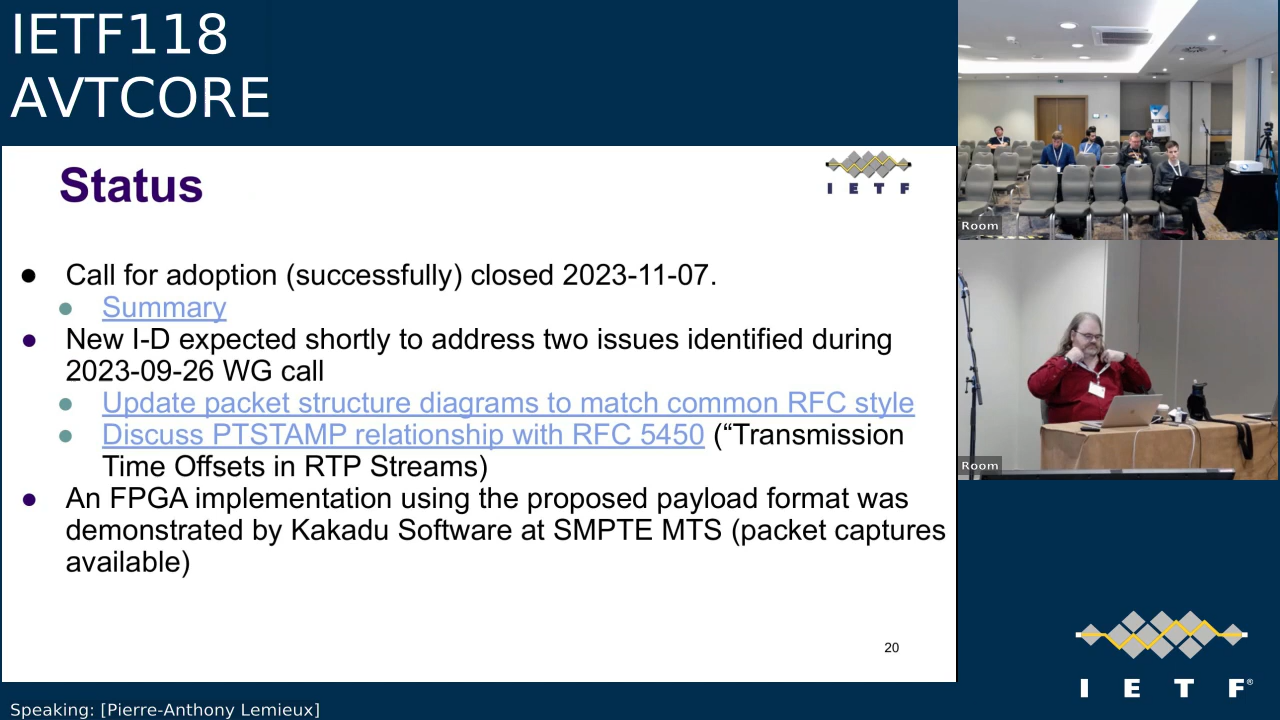 IETF118
AVTCORE
Status
I E T F
● Call for adoption (successfully) closed 2023-11-07.
● Summary
● New I-D expected shortly to address two issues identified during
2023-09-26 WG call
● Update packet structure diagrams to match common RFC style
● Discuss PTSTAMP relationship with RFC 5450 (“Transmission
Time Offsets in RTP Streams)
● An FPGA implementation using the proposed payload format was
demonstrated by Kakadu Software at SMPTE MTS (packet captures
available)
20
Room
Room
I E T F®
Speaking: [Pierre-Anthony Lemieux]